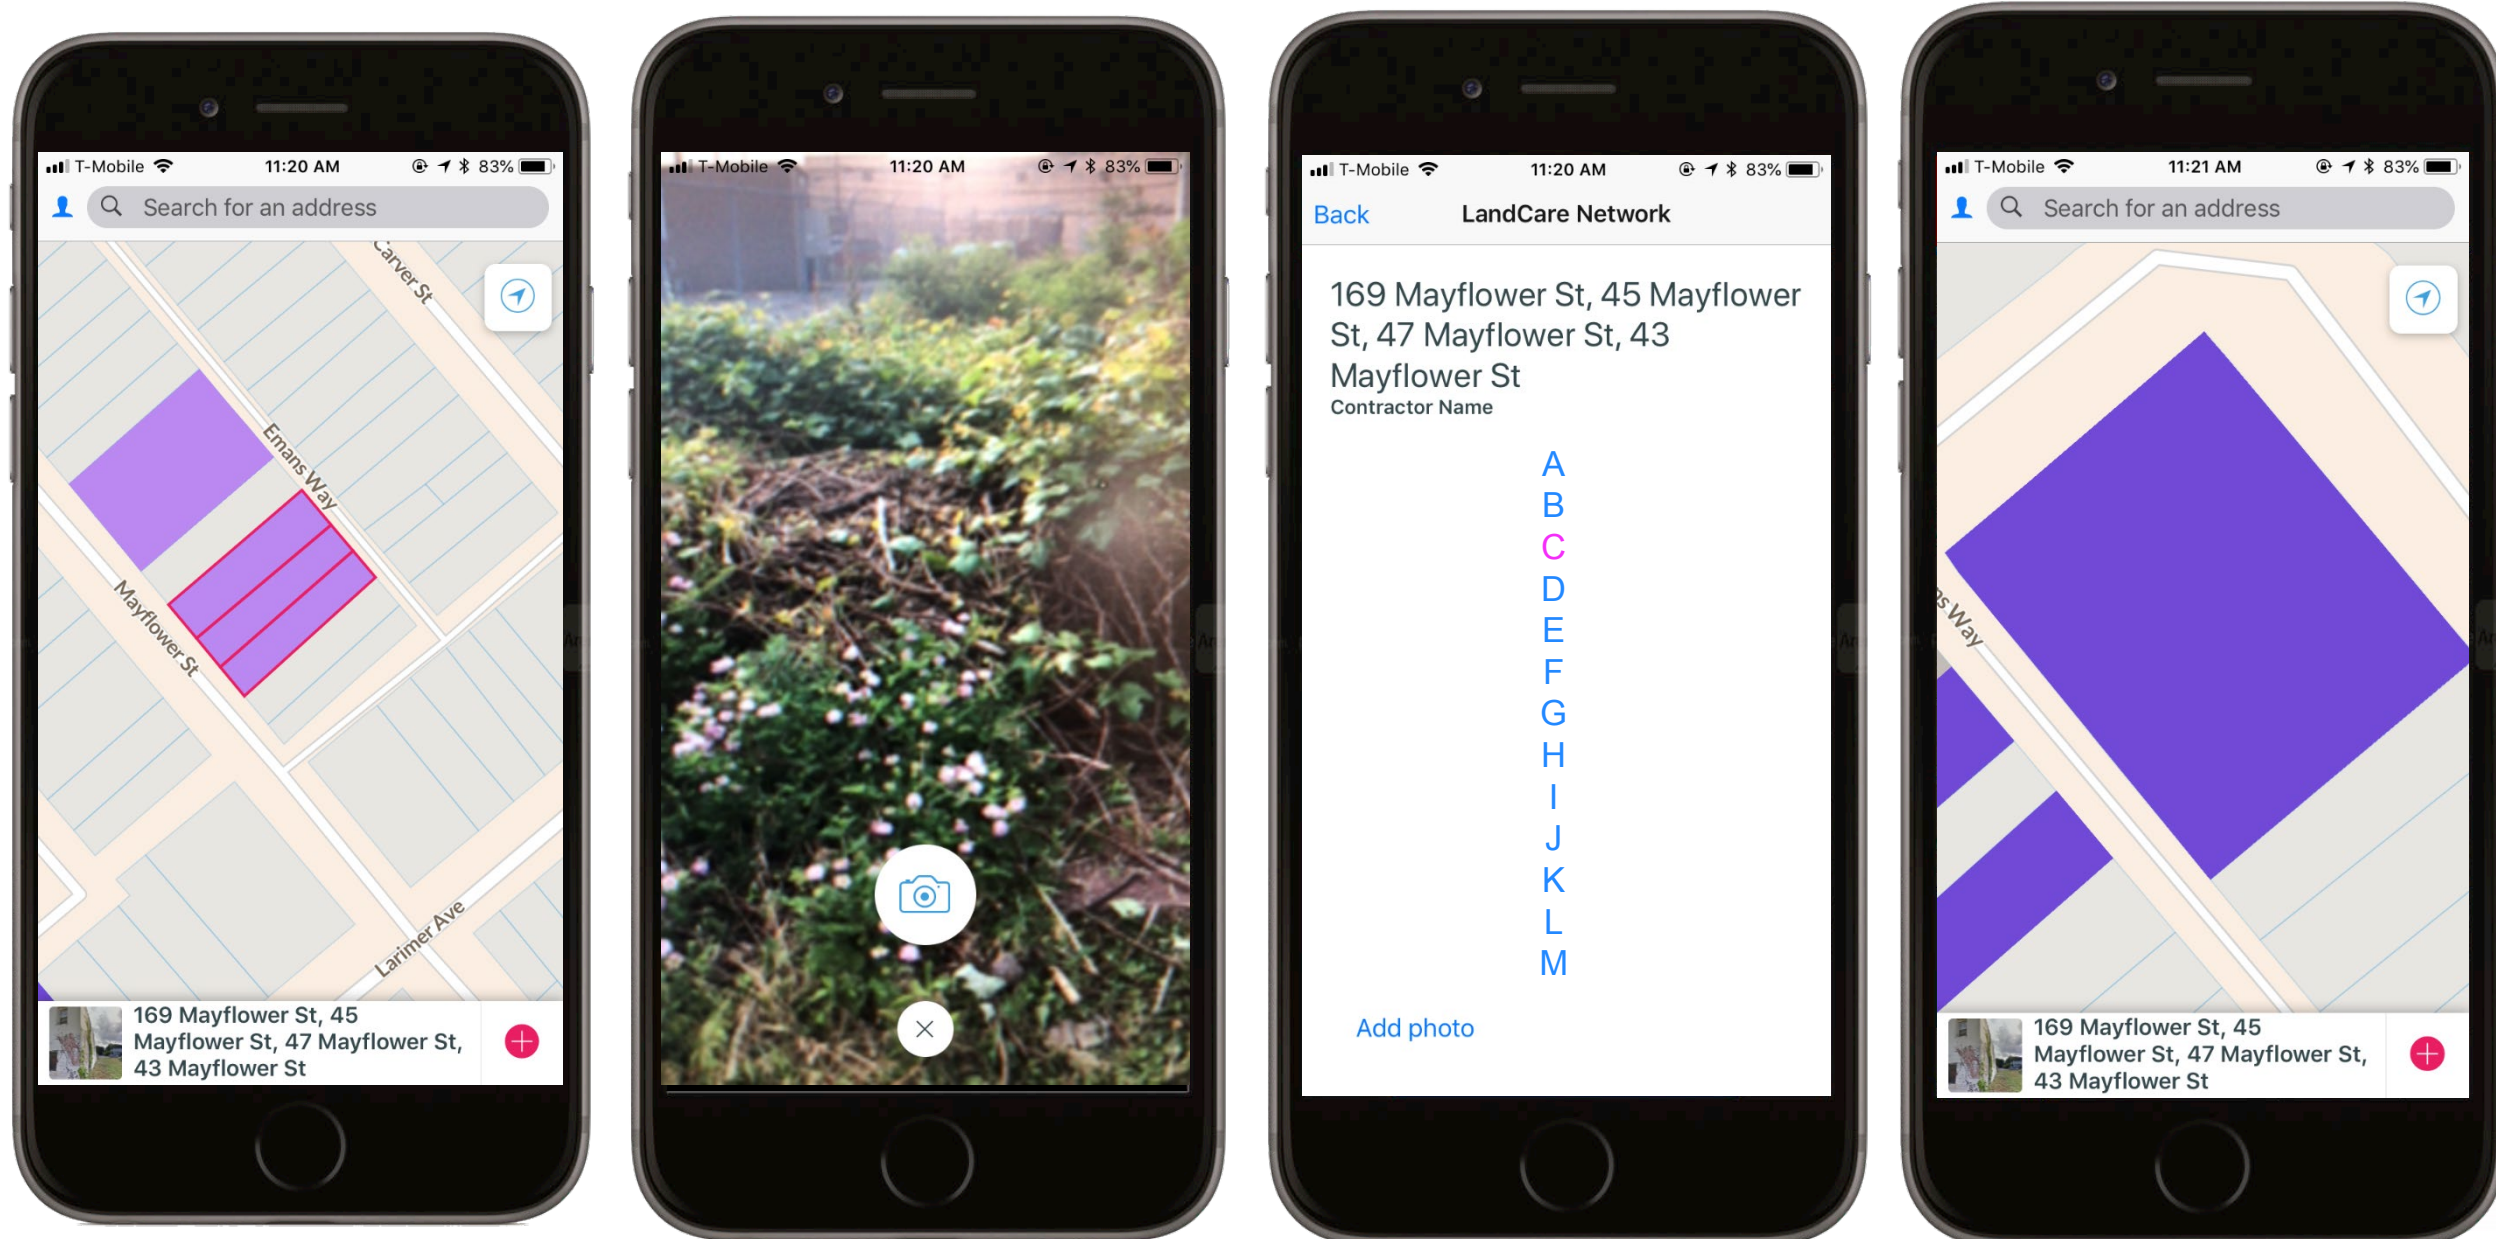 T-Mobile 11:20 AM 83%
Search for an address
Carver St
Emans Way
Mayflower St
Larimer Ave
169 Mayflower St, 45
Mayflower St, 47 Mayflower St,
43 Mayflower St
T-Mobile 11:20 AM 83%
T-Mobile 11:20 AM 83%
Back LandCare Network
169 Mayflower St, 45 Mayflower
St, 47 Mayflower St, 43
Mayflower St
Contractor Name
A
B
C
D
E
F
G
H
I
J
K
L
M
Add photo
T-Mobile 11:21 AM 83%
Search for an address
ns Way
169 Mayflower St, 45
Mayflower St, 47 Mayflower St,
43 Mayflower St